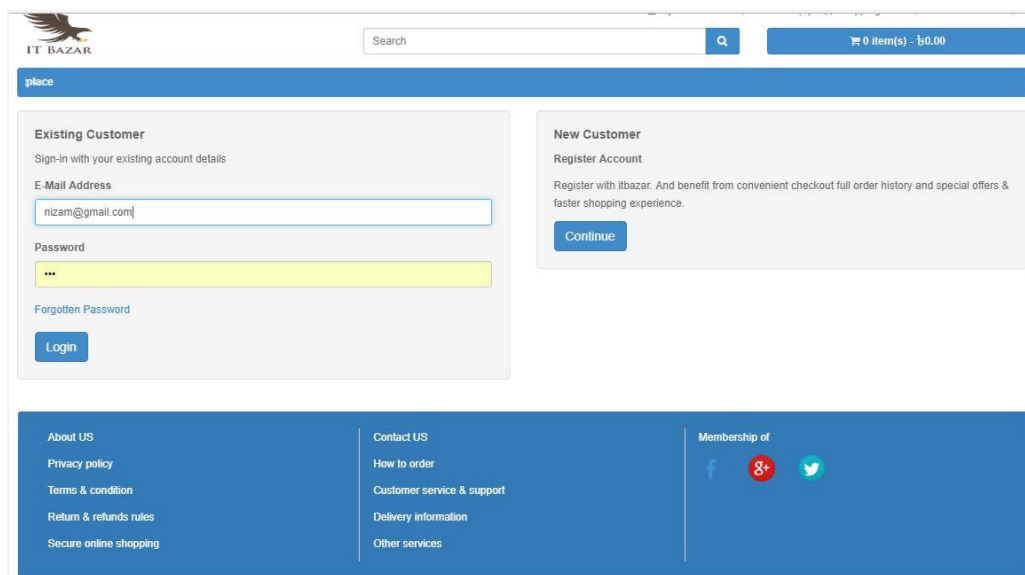 IT BAZAR
Search
0 item(s) - ৳0.00
place
Existing Customer
Sign-in with your existing account details
E-Mail Address
nizam@gmail.com
Password
•••
Forgotten Password
Login
New Customer
Register Account
Register with itbazar. And benefit from convenient checkout full order history and special offers &
faster shopping experience.
Continue
About US
Privacy policy
Terms & condition
Return & refunds rules
Secure online shopping
Contact US
How to order
Customer service & support
Delivery information
Other services
Membership of
f
g+